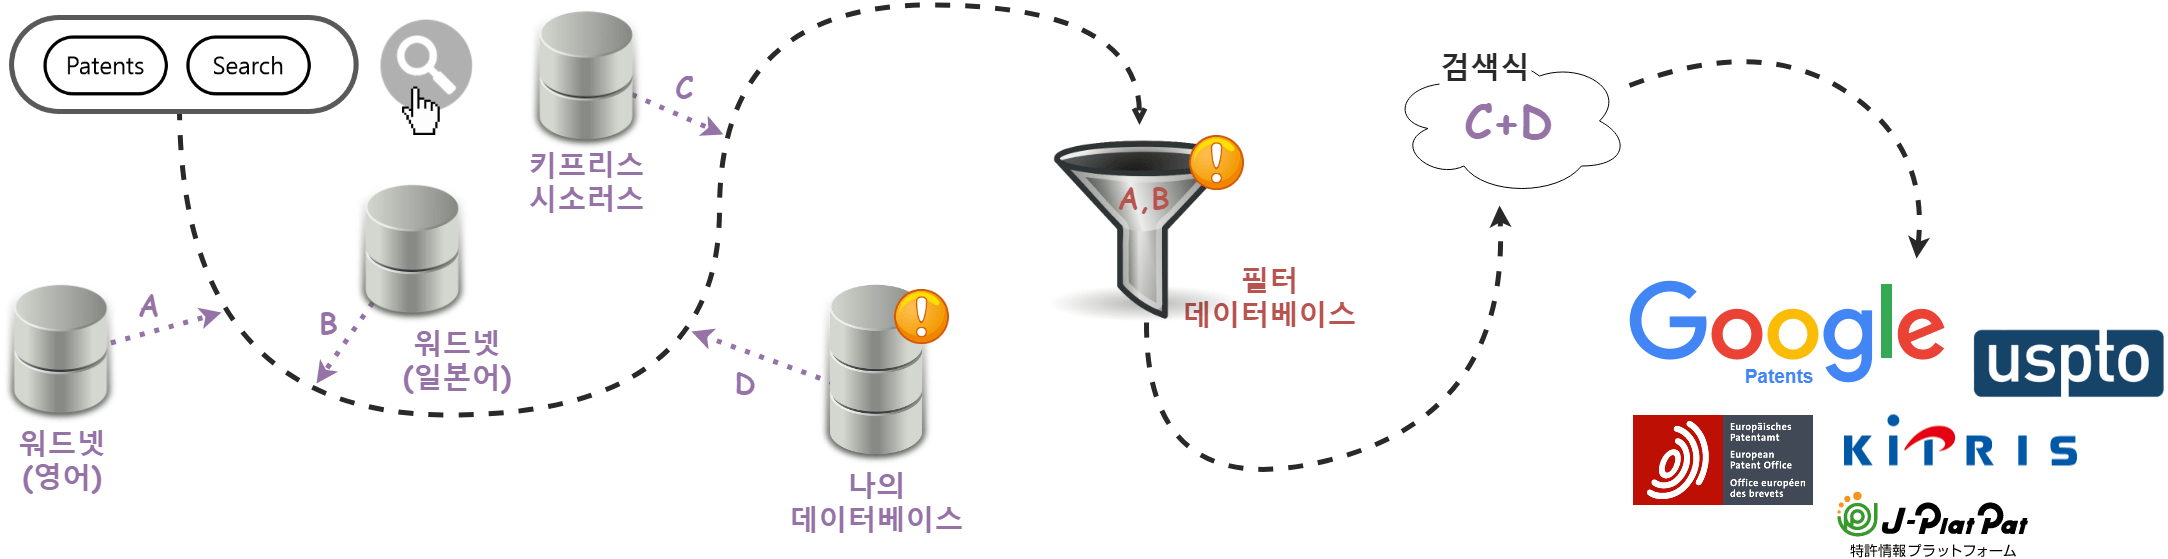 Patents
Search
키프리스
시소러스
C
워드넷
(일본어)
B
A
워드넷
(영어)
D
나의
데이터베이스
A,B
필터
데이터베이스
검색식
C+D
Google
Patents
uspto
Europäisches
Patentamt
European
Patent Office
Office européen
des brevets
KIPRIS
J-PlatPat
特許情報プラットフォーム